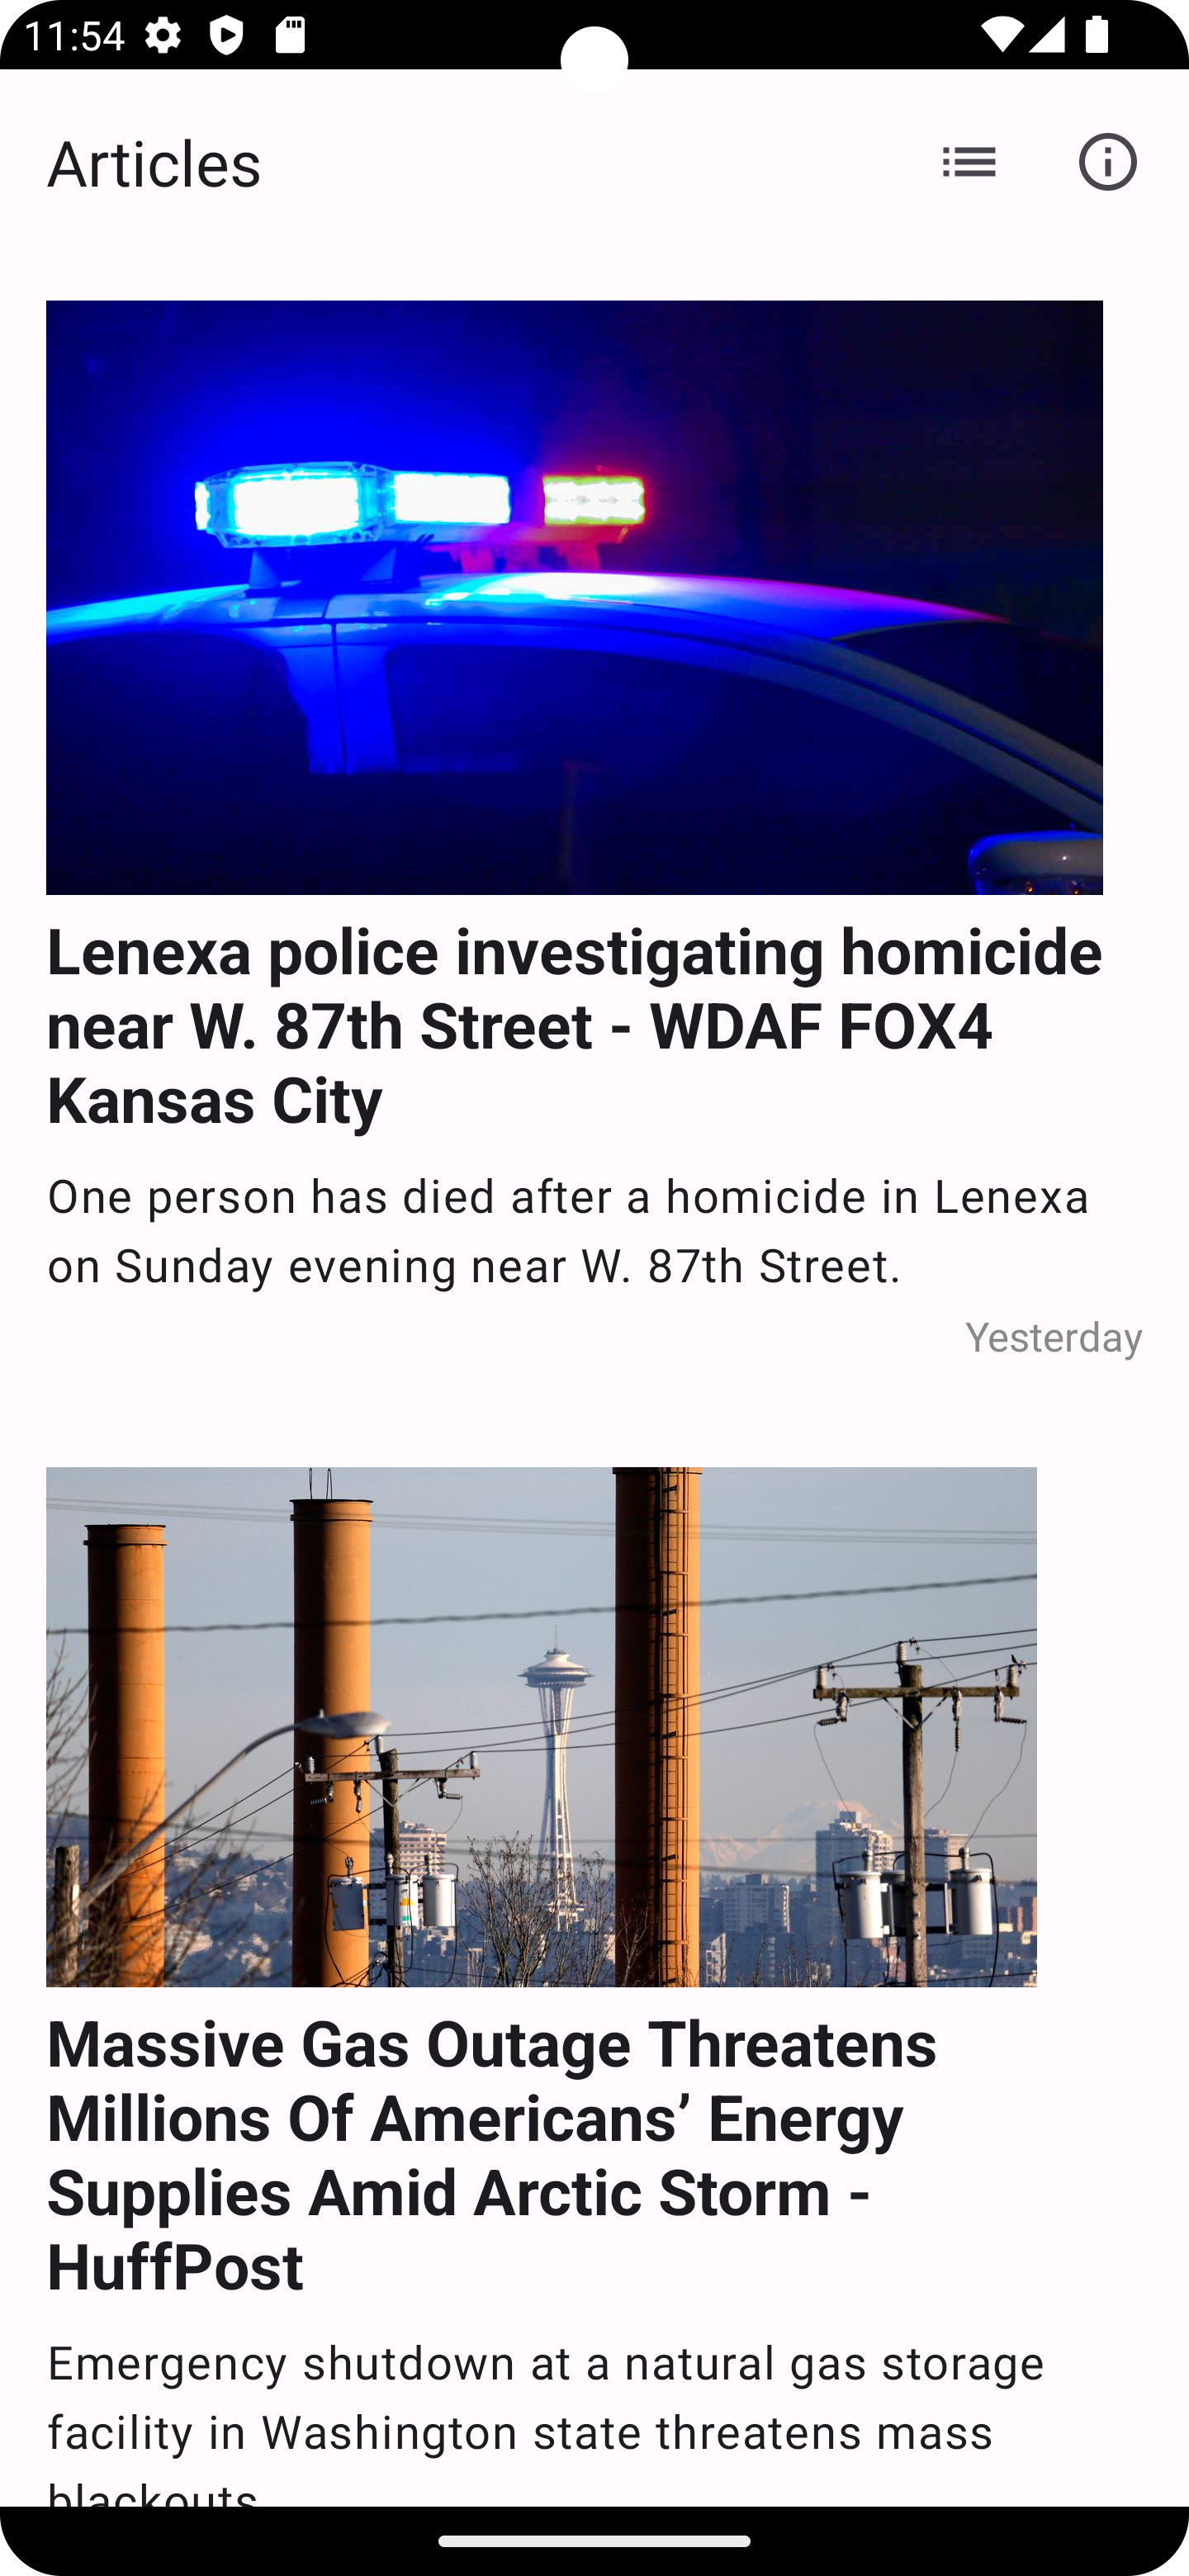 11:54
Articles
Lenexa police investigating homicide
near W. 87th Street - WDAF FOX4
Kansas City
One person has died after a homicide in Lenexa
on Sunday evening near W. 87th Street.
Yesterday
Massive Gas Outage Threatens
Millions Of Americans’ Energy
Supplies Amid Arctic Storm -
HuffPost
Emergency shutdown at a natural gas storage
facility in Washington state threatens mass
blackouts